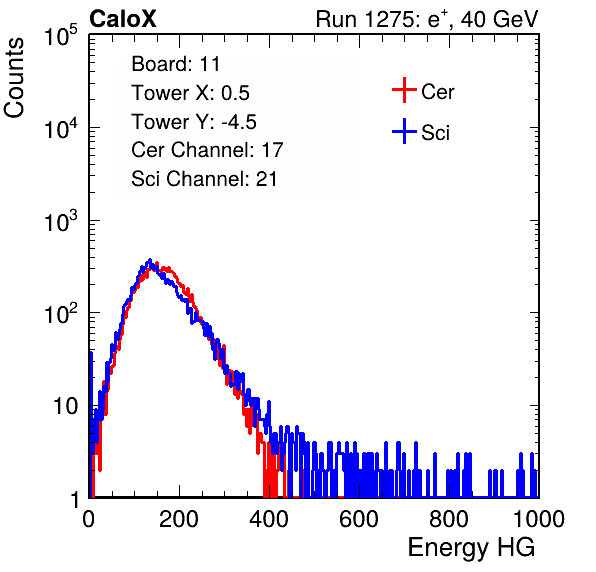 CaloX Run 1275: e⁺, 40 GeV
Counts
Board: 11
Tower X: 0.5
Tower Y: -4.5
Cer Channel: 17
Sci Channel: 21
Cer
Sci
10⁵
10⁴
10³
10²
10
1
0 200 400 600 800 1000
Energy HG